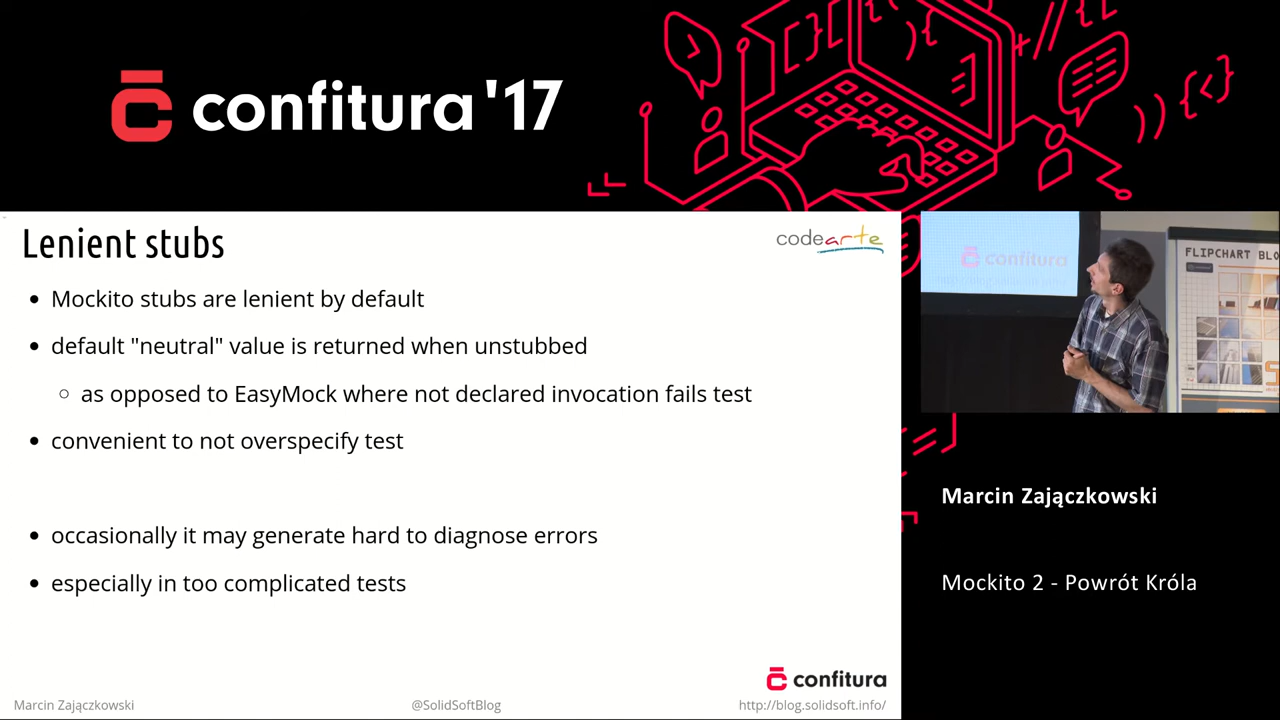 confitura '17
Lenient stubs
codearte
• Mockito stubs are lenient by default
• default "neutral" value is returned when unstubbed
○ as opposed to EasyMock where not declared invocation fails test
• convenient to not overspecify test
• occasionally it may generate hard to diagnose errors
• especially in too complicated tests
confitura
Marcin Zajączkowski
@SolidSoftBlog
http://blog.solidsoft.info/
confitura
FLIPCHART BLO
Marcin Zajączkowski
Mockito 2 - Powrót Króla